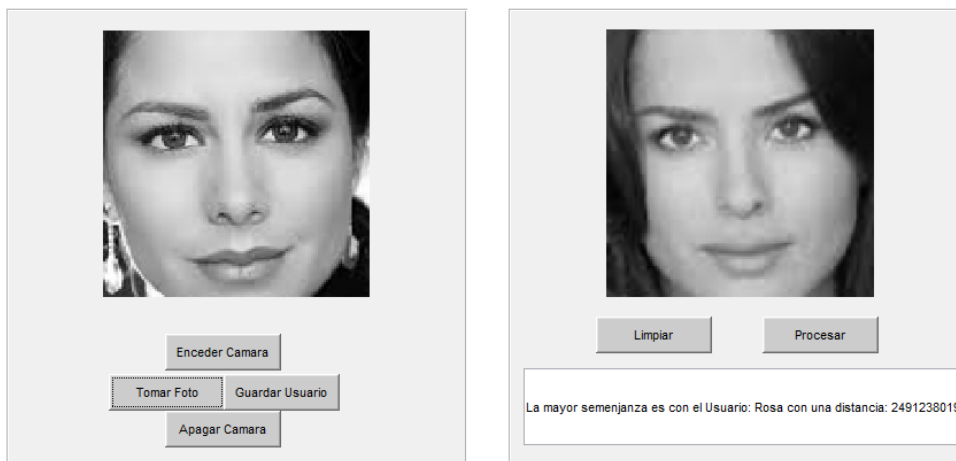 Enceder Camara
Tomar Foto
Guardar Usuario
Apagar Camara
Limpiar
Procesar
La mayor semenjanza es con el Usuario: Rosa con una distancia: 2491238019